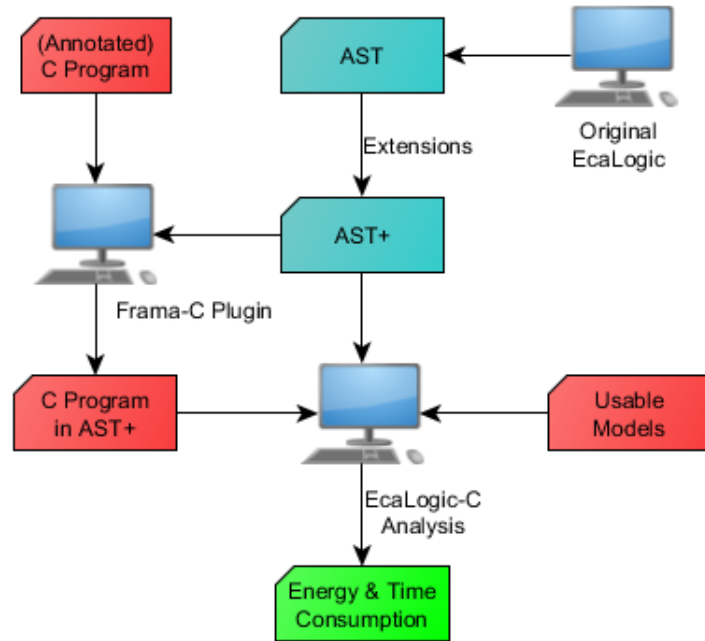 (Annotated)
C Program
AST
Original
EcaLogic
Extensions
AST+
Frama-C Plugin
C Program
in AST+
Usable
Models
EcaLogic-C
Analysis
Energy & Time
Consumption